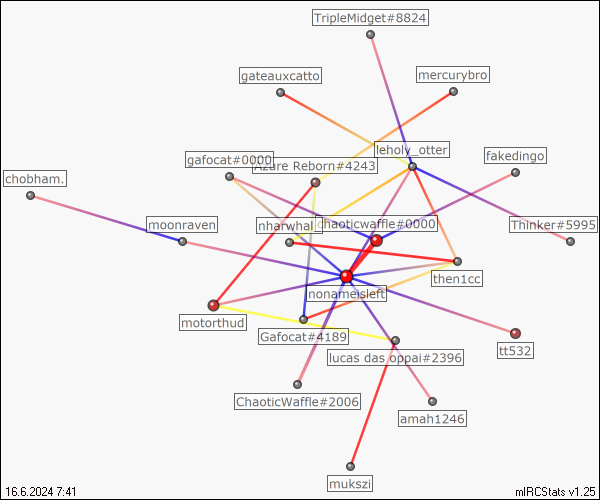 TripleMidget#8824
gateauxcatto
mercurybro
leholy_otter
gafocat#0000
Azure Reborn#4243
fakedingo
chobham.
moonraven
nharwhal
chaoticwaffle#0000
Thinker#5995
then1cc
nonameisleft
motorthud
Gafocat#4189
tt532
lucas das oppai#2396
ChaoticWaffle#2006
amah1246
mukszi
16.6.2024 7:41
mIRCStats v1.25